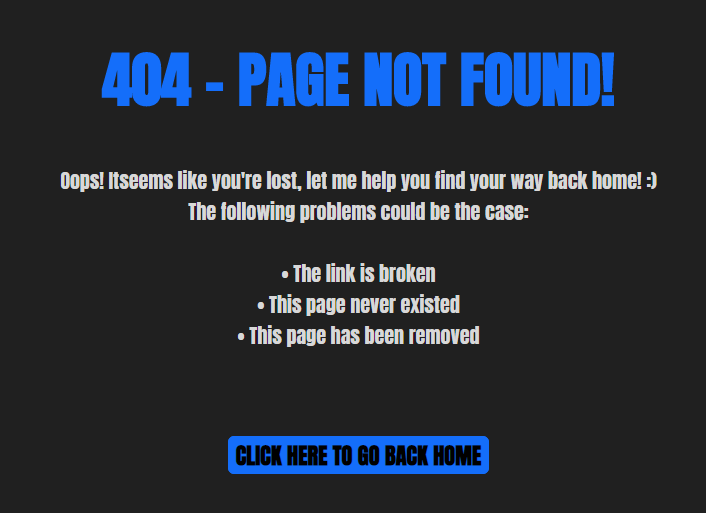 404 - PAGE NOT FOUND!
Oops! Itseems like you're lost, let me help you find your way back home! :)
The following problems could be the case:
• The link is broken
• This page never existed
• This page has been removed
CLICK HERE TO GO BACK HOME